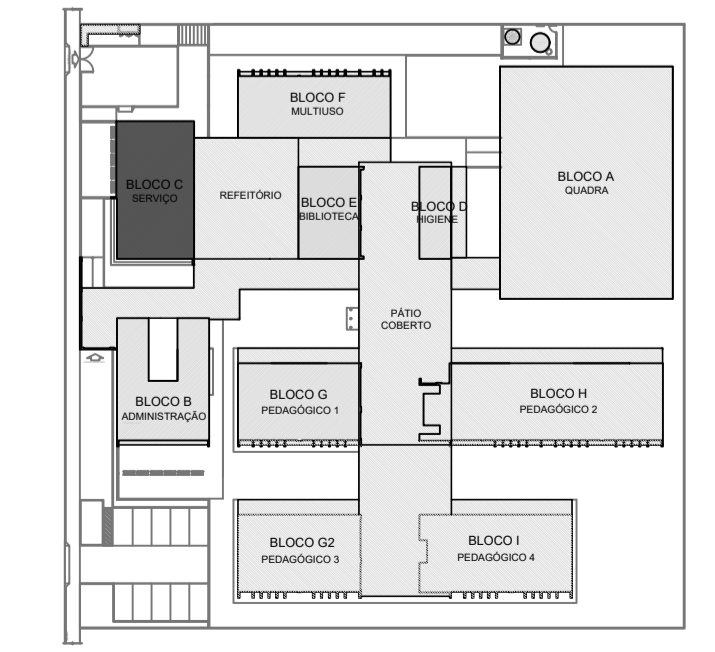 BLOCO F
MULTIUSO
BLOCO A
QUADRA
BLOCO C
SERVIÇO
REFEITÓRIO
BLOCO E
BIBLIOTECA
BLOCO D
HIGIENE
PÁTIO
COBERTO
BLOCO B
ADMINISTRAÇÃO
BLOCO G
PEDAGÓGICO 1
BLOCO H
PEDAGÓGICO 2
BLOCO G2
PEDAGÓGICO 3
BLOCO I
PEDAGÓGICO 4